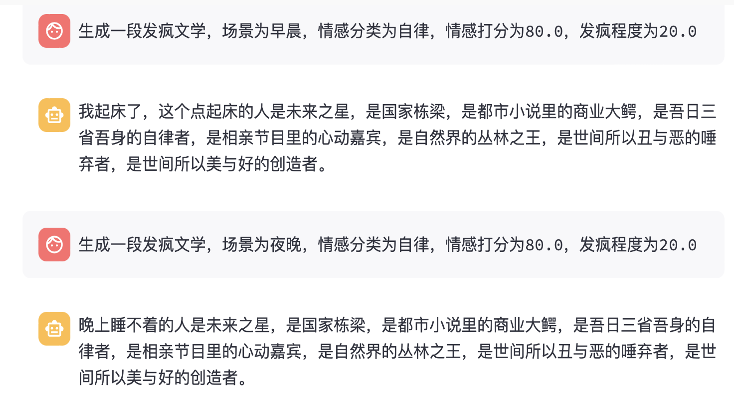 生成一段发疯文学，场景为早晨，情感分类为自律，情感打分为80.0，发疯程度为20.0
我起床了，这个点起床的人是未来之星，是国家栋梁，是都市小说里的商业大鳄，是吾日三
省吾身的自律者，是相亲节目里的心动嘉宾，是自然界的丛林之王，是世间所以丑与恶的唾
弃者，是世间所以美与好的创造者。
生成一段发疯文学，场景为夜晚，情感分类为自律，情感打分为80.0，发疯程度为20.0
晚上睡不着的人是未来之星，是国家栋梁，是都市小说里的商业大鳄，是吾日三省吾身的自
律者，是相亲节目里的心动嘉宾，是自然界的丛林之王，是世间所以丑与恶的唾弃者，是世
间所以美与好的创造者。